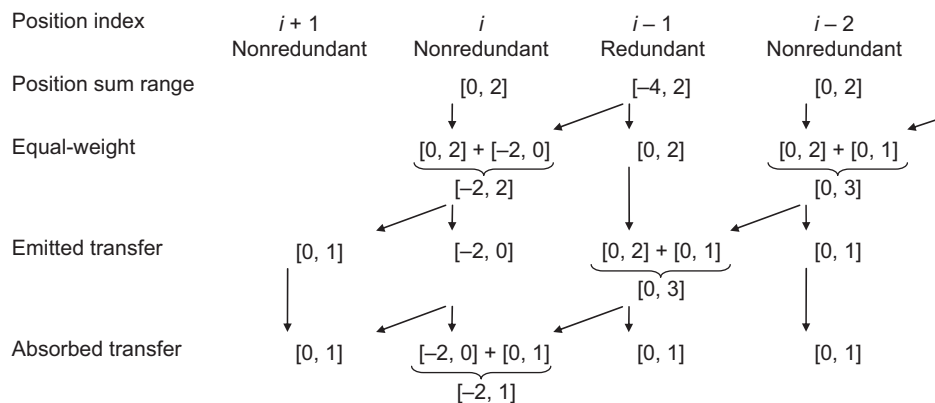 Position index i + 1 i i – 1 i – 2
Nonredundant Nonredundant Redundant Nonredundant
Position sum range [0, 2] [–4, 2] [0, 2]
Equal-weight [0, 2] + [–2, 0] [0, 2] [0, 2] + [0, 1]
[–2, 2] [0, 3]
Emitted transfer [0, 1] [–2, 0] [0, 2] + [0, 1] [0, 1]
[0, 3]
Absorbed transfer [0, 1] [–2, 0] + [0, 1] [0, 1] [0, 1]
[–2, 1]